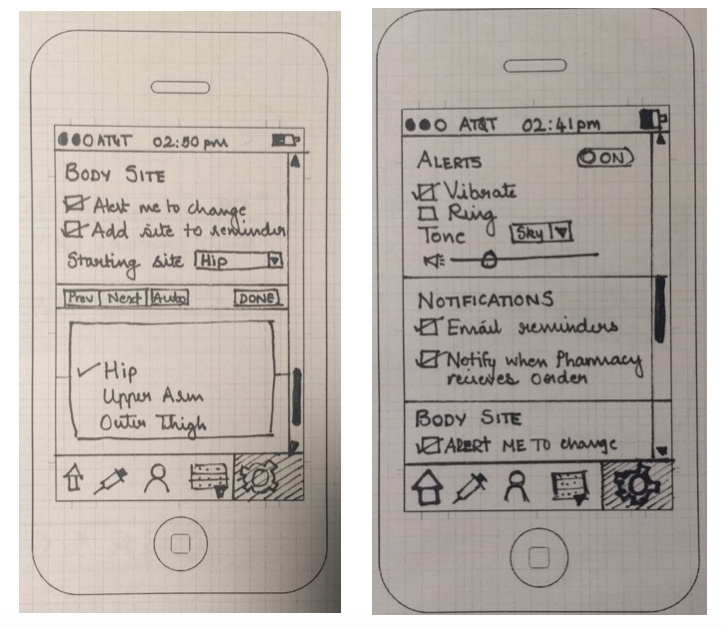 AT&T 02:50 pm
BODY SITE
Alert me to change
Add site to reminder
Starting site Hip
Prev Next Auto DONE
Hip
Upper Arm
Outer Thigh
AT&T 02:41pm
ALERTS ON
Vibrate
Ring
Tone Sky
NOTIFICATIONS
Email reminders
Notify when Pharmacy
recieves order
BODY SITE
ALERT ME TO change